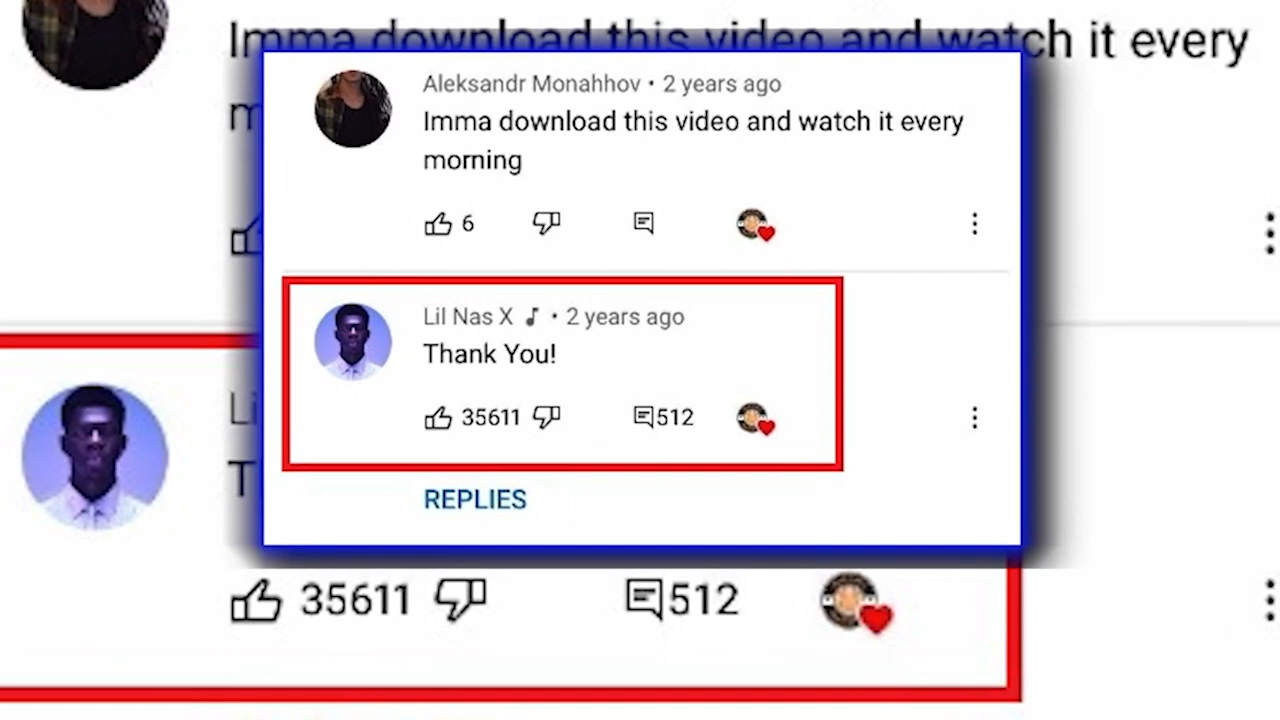 Imma download this video and watch it every
m
Aleksandr Monahhov • 2 years ago
Imma download this video and watch it every
morning
6
Lil Nas X ♪ • 2 years ago
Thank You!
35611 512
REPLIES
Li
T
35611 512